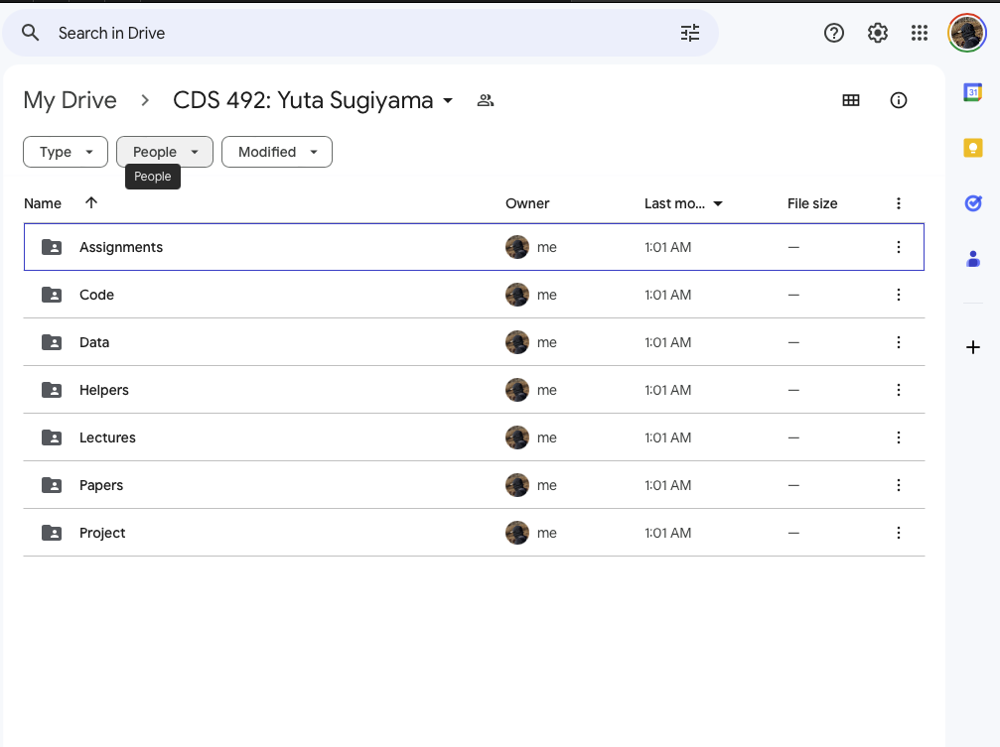 Search in Drive
My Drive > CDS 492: Yuta Sugiyama
31
Type People Modified
People
Name Owner Last mo... File size
Assignments me 1:01 AM —
Code me 1:01 AM —
Data me 1:01 AM —
Helpers me 1:01 AM —
Lectures me 1:01 AM —
Papers me 1:01 AM —
Project me 1:01 AM —